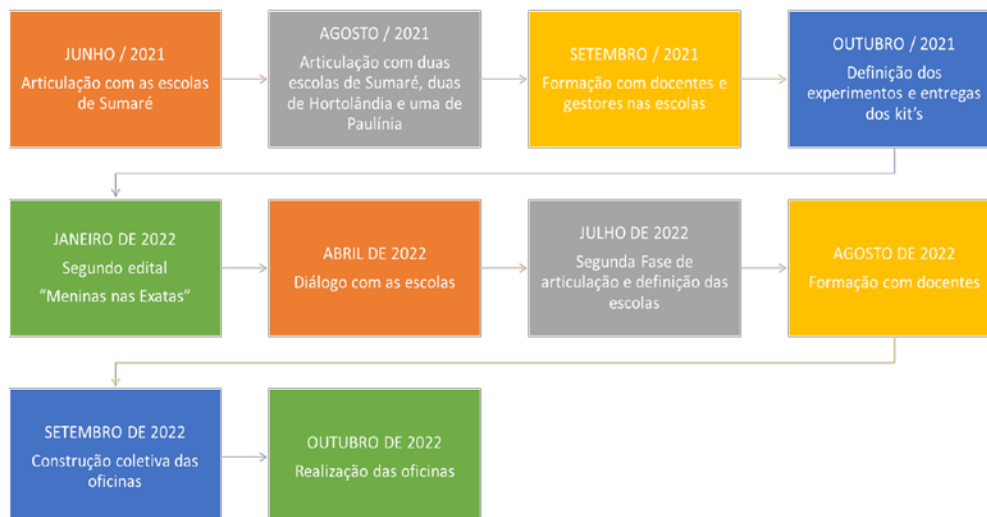 JUNHO / 2021
Articulação com as escolas
de Sumaré
AGOSTO / 2021
Articulação com duas
escolas de Sumaré, duas
de Hortolândia e uma de
Paulínia
SETEMBRO / 2021
Formação com docentes e
gestores nas escolas
OUTUBRO / 2021
Definição dos
experimentos e entregas
dos kit's
JANEIRO DE 2022
Segundo edital
"Meninas nas Exatas"
ABRIL DE 2022
Diálogo com as escolas
JULHO DE 2022
Segunda Fase de
articulação e definição das
escolas
AGOSTO DE 2022
Formação com docentes
SETEMBRO DE 2022
Construção coletiva das
oficinas
OUTUBRO DE 2022
Realização das oficinas